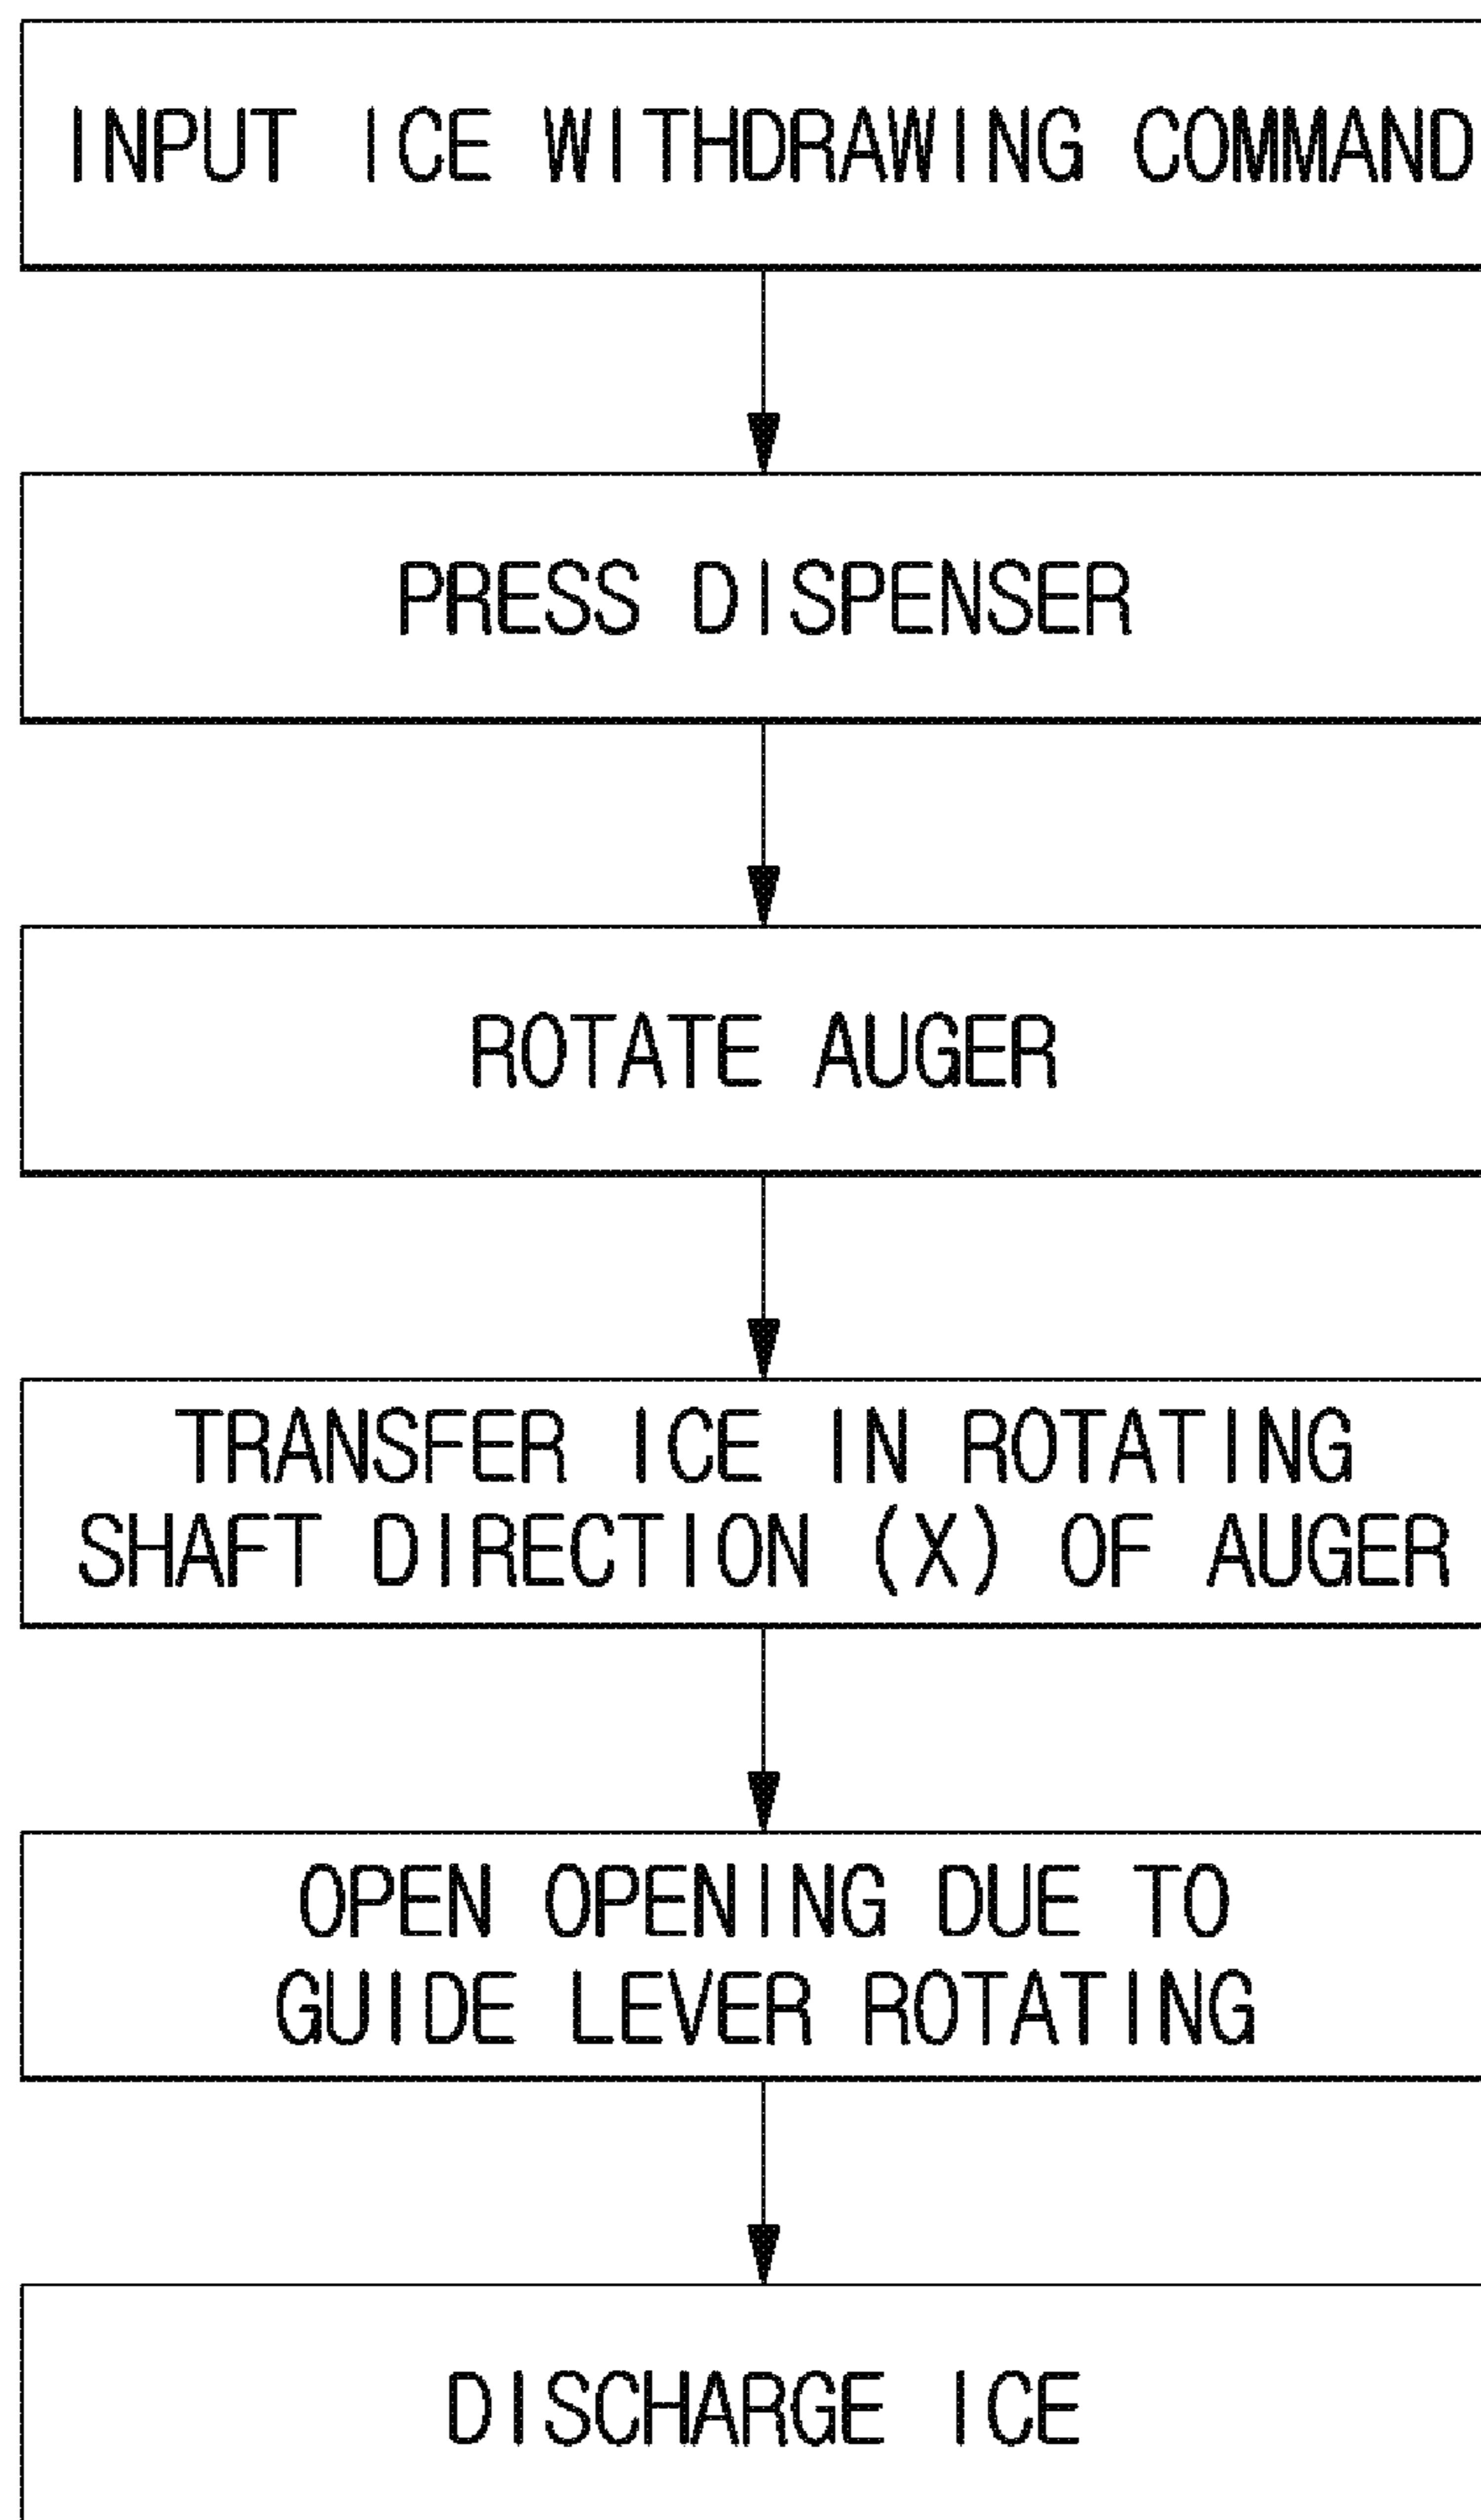 INPUT ICE WITHDRAWING COMMAND
PRESS DISPENSER
ROTATE AUGER
TRANSFER ICE IN ROTATING
SHAFT DIRECTION (X) OF AUGER
OPEN OPENING DUE TO
GUIDE LEVER ROTATING
DISCHARGE ICE